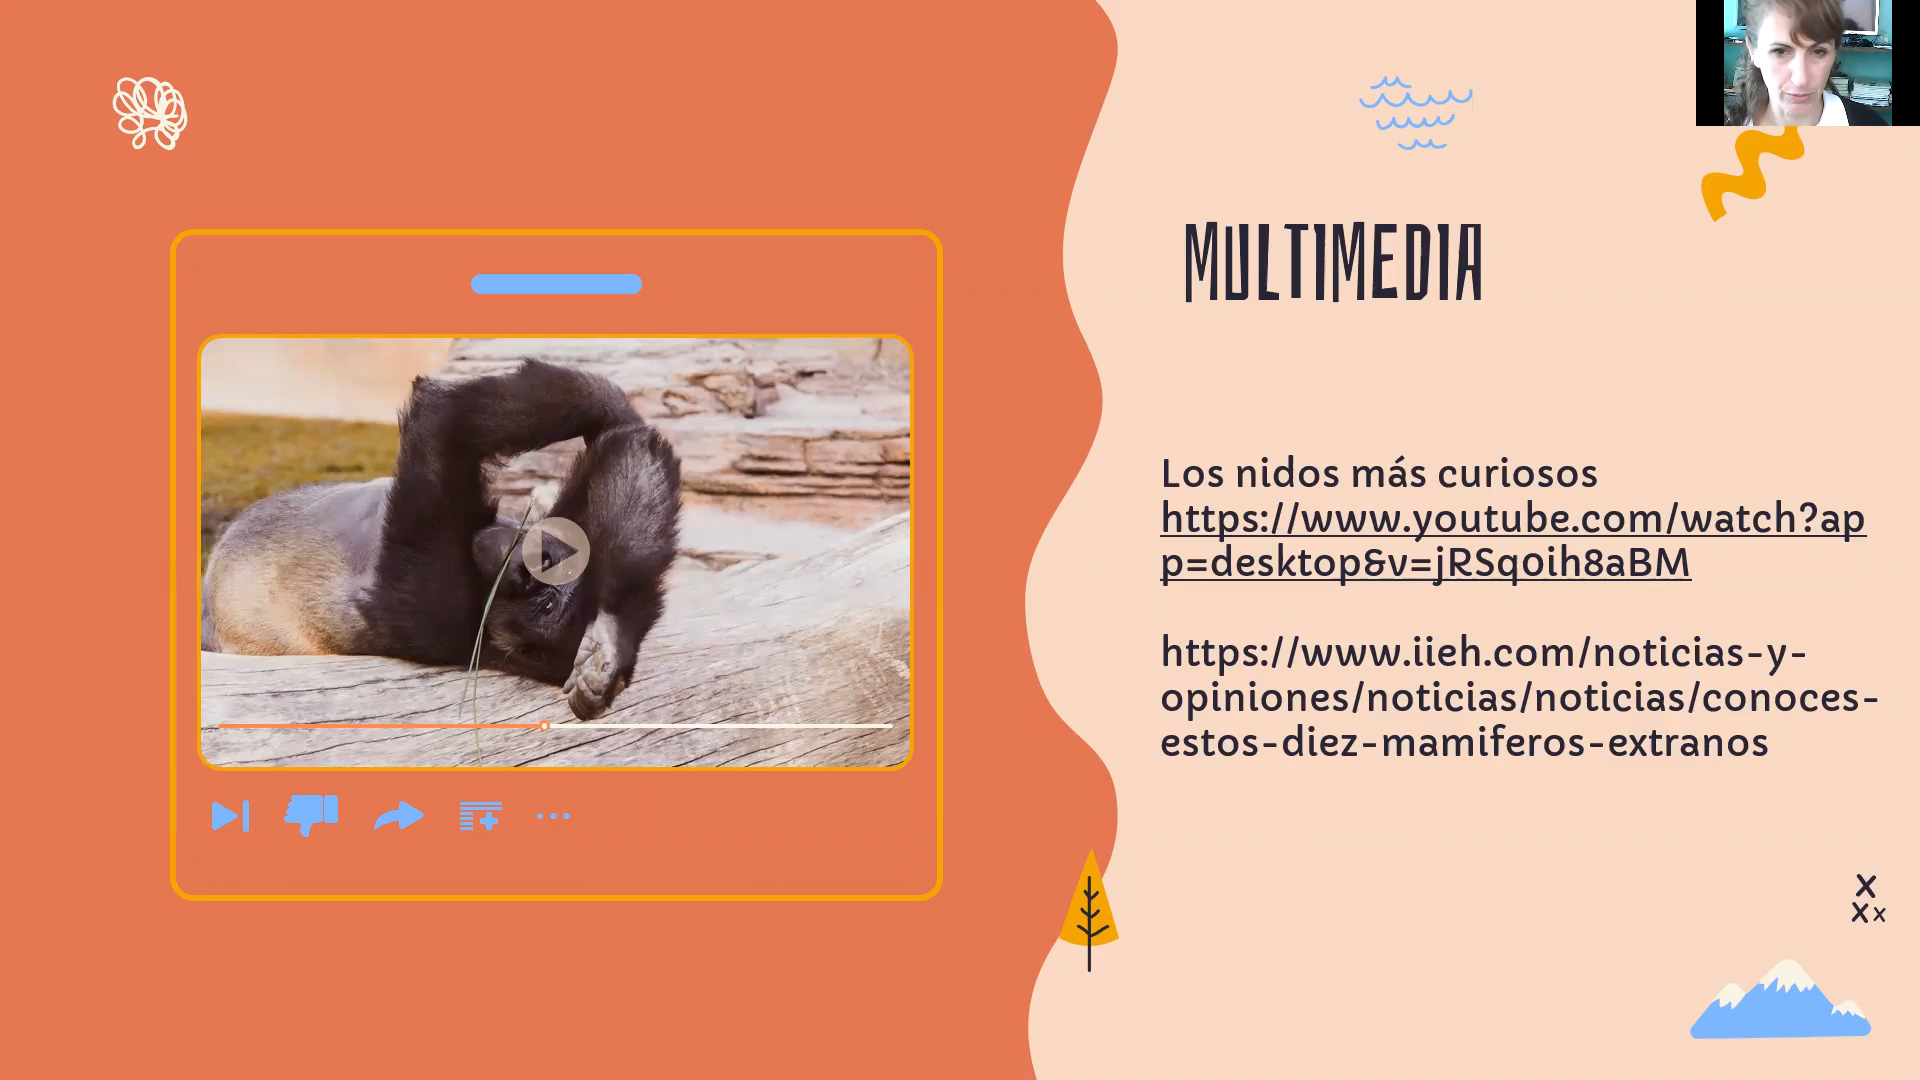 MULTIMEDIA
Los nidos más curiosos
https://www.youtube.com/watch?ap
p=desktop&v=jRSq0ih8aBM
https://www.iieh.com/noticias-y-
opiniones/noticias/noticias/conoces-
estos-diez-mamiferos-extranos